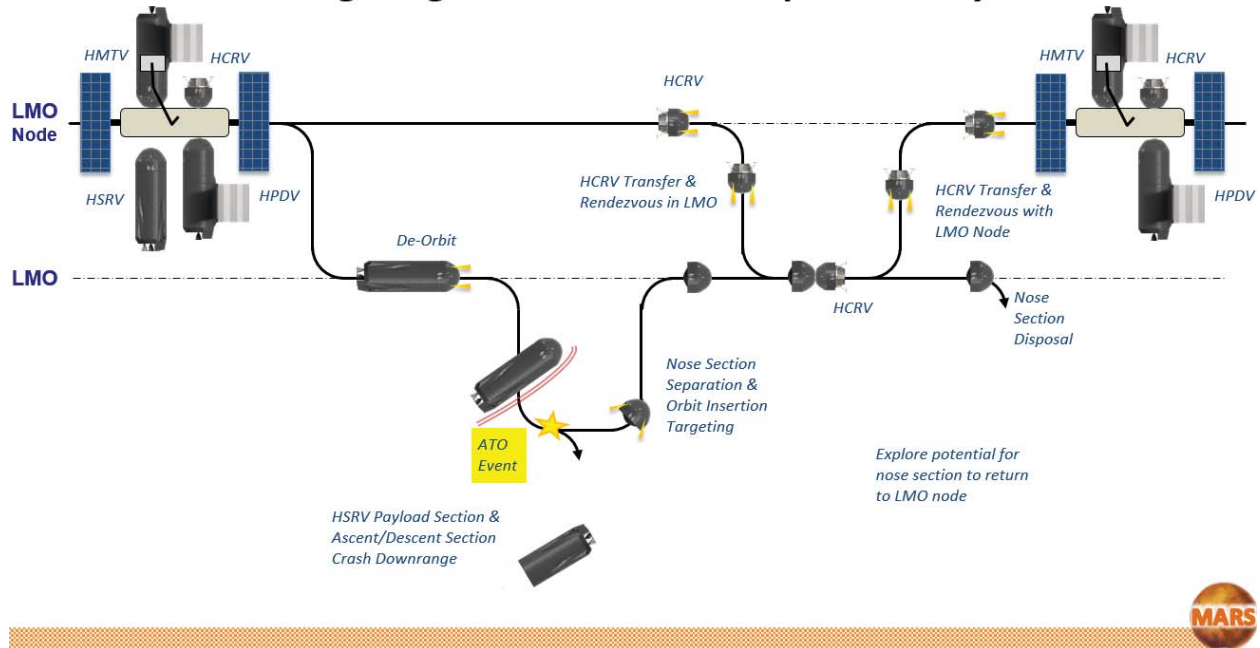 HMTV
HCRV
LMO
Node
HSRV
HPDV
HCRV
HCRV Transfer &
Rendezvous in LMO
HCRV Transfer &
Rendezvous with
LMO Node
HMTV
HCRV
HPDV
De-Orbit
LMO
HCRV
Nose
Section
Disposal
Nose Section
Separation &
Orbit Insertion
Targeting
ATO
Event
Explore potential for
nose section to return
to LMO node
HSRV Payload Section &
Ascent/Descent Section
Crash Downrange
MARS